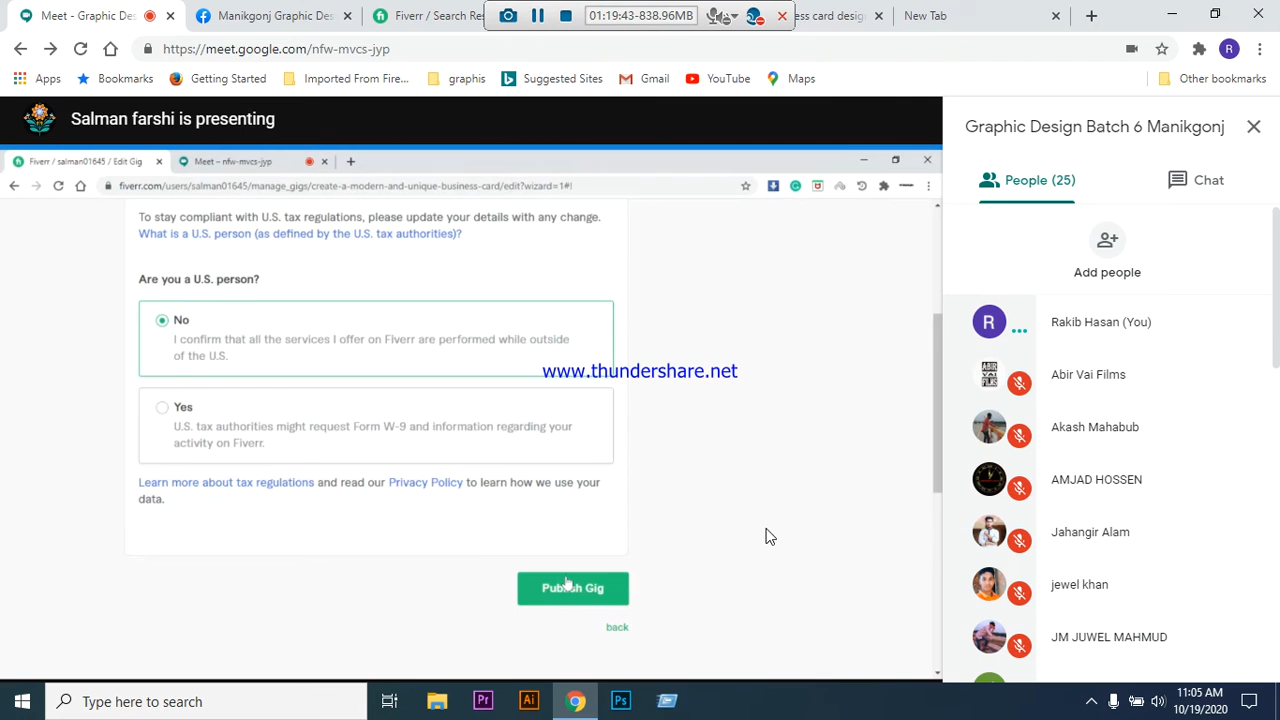 Meet - Graphic Des
Manikgonj Graphic Des
Fiverr / Search Res
01:19:43-838.96MB
ess card desig
New Tab
https://meet.google.com/nfw-mvcs-jyp
R
Apps
Bookmarks
Getting Started
Imported From Fire...
graphis
Suggested Sites
Gmail
YouTube
Maps
Other bookmarks
Salman farshi is presenting
Fiverr / salman01645 / Edit Gig
Meet – nfw-mvcs-jyp
fiverr.com/users/salman01645/manage_gigs/create-a-modern-and-unique-business-card/edit?wizard=1#!
To stay compliant with U.S. tax regulations, please update your details with any change.
What is a U.S. person (as defined by the U.S. tax authorities)?
Are you a U.S. person?
No
I confirm that all the services I offer on Fiverr are performed while outside
of the U.S.
www.thundershare.net
Yes
U.S. tax authorities might request Form W-9 and information regarding your
activity on Fiverr.
Learn more about tax regulations and read our Privacy Policy to learn how we use your
data.
Publish Gig
back
Graphic Design Batch 6 Manikgonj
People (25)
Chat
Add people
R
Rakib Hasan (You)
ABIR
VAI
FILMS
Abir Vai Films
Akash Mahabub
AMJAD HOSSEN
Jahangir Alam
jewel khan
JM JUWEL MAHMUD
Type here to search
Pr
Ai
Ps
11:05 AM
10/19/2020